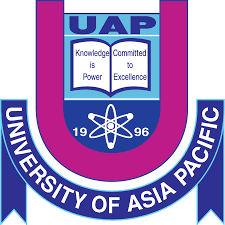 UAP
Knowledge
is
Power
Committed
to
Excellence
19 96
UNIVERSITY OF ASIA PACIFIC